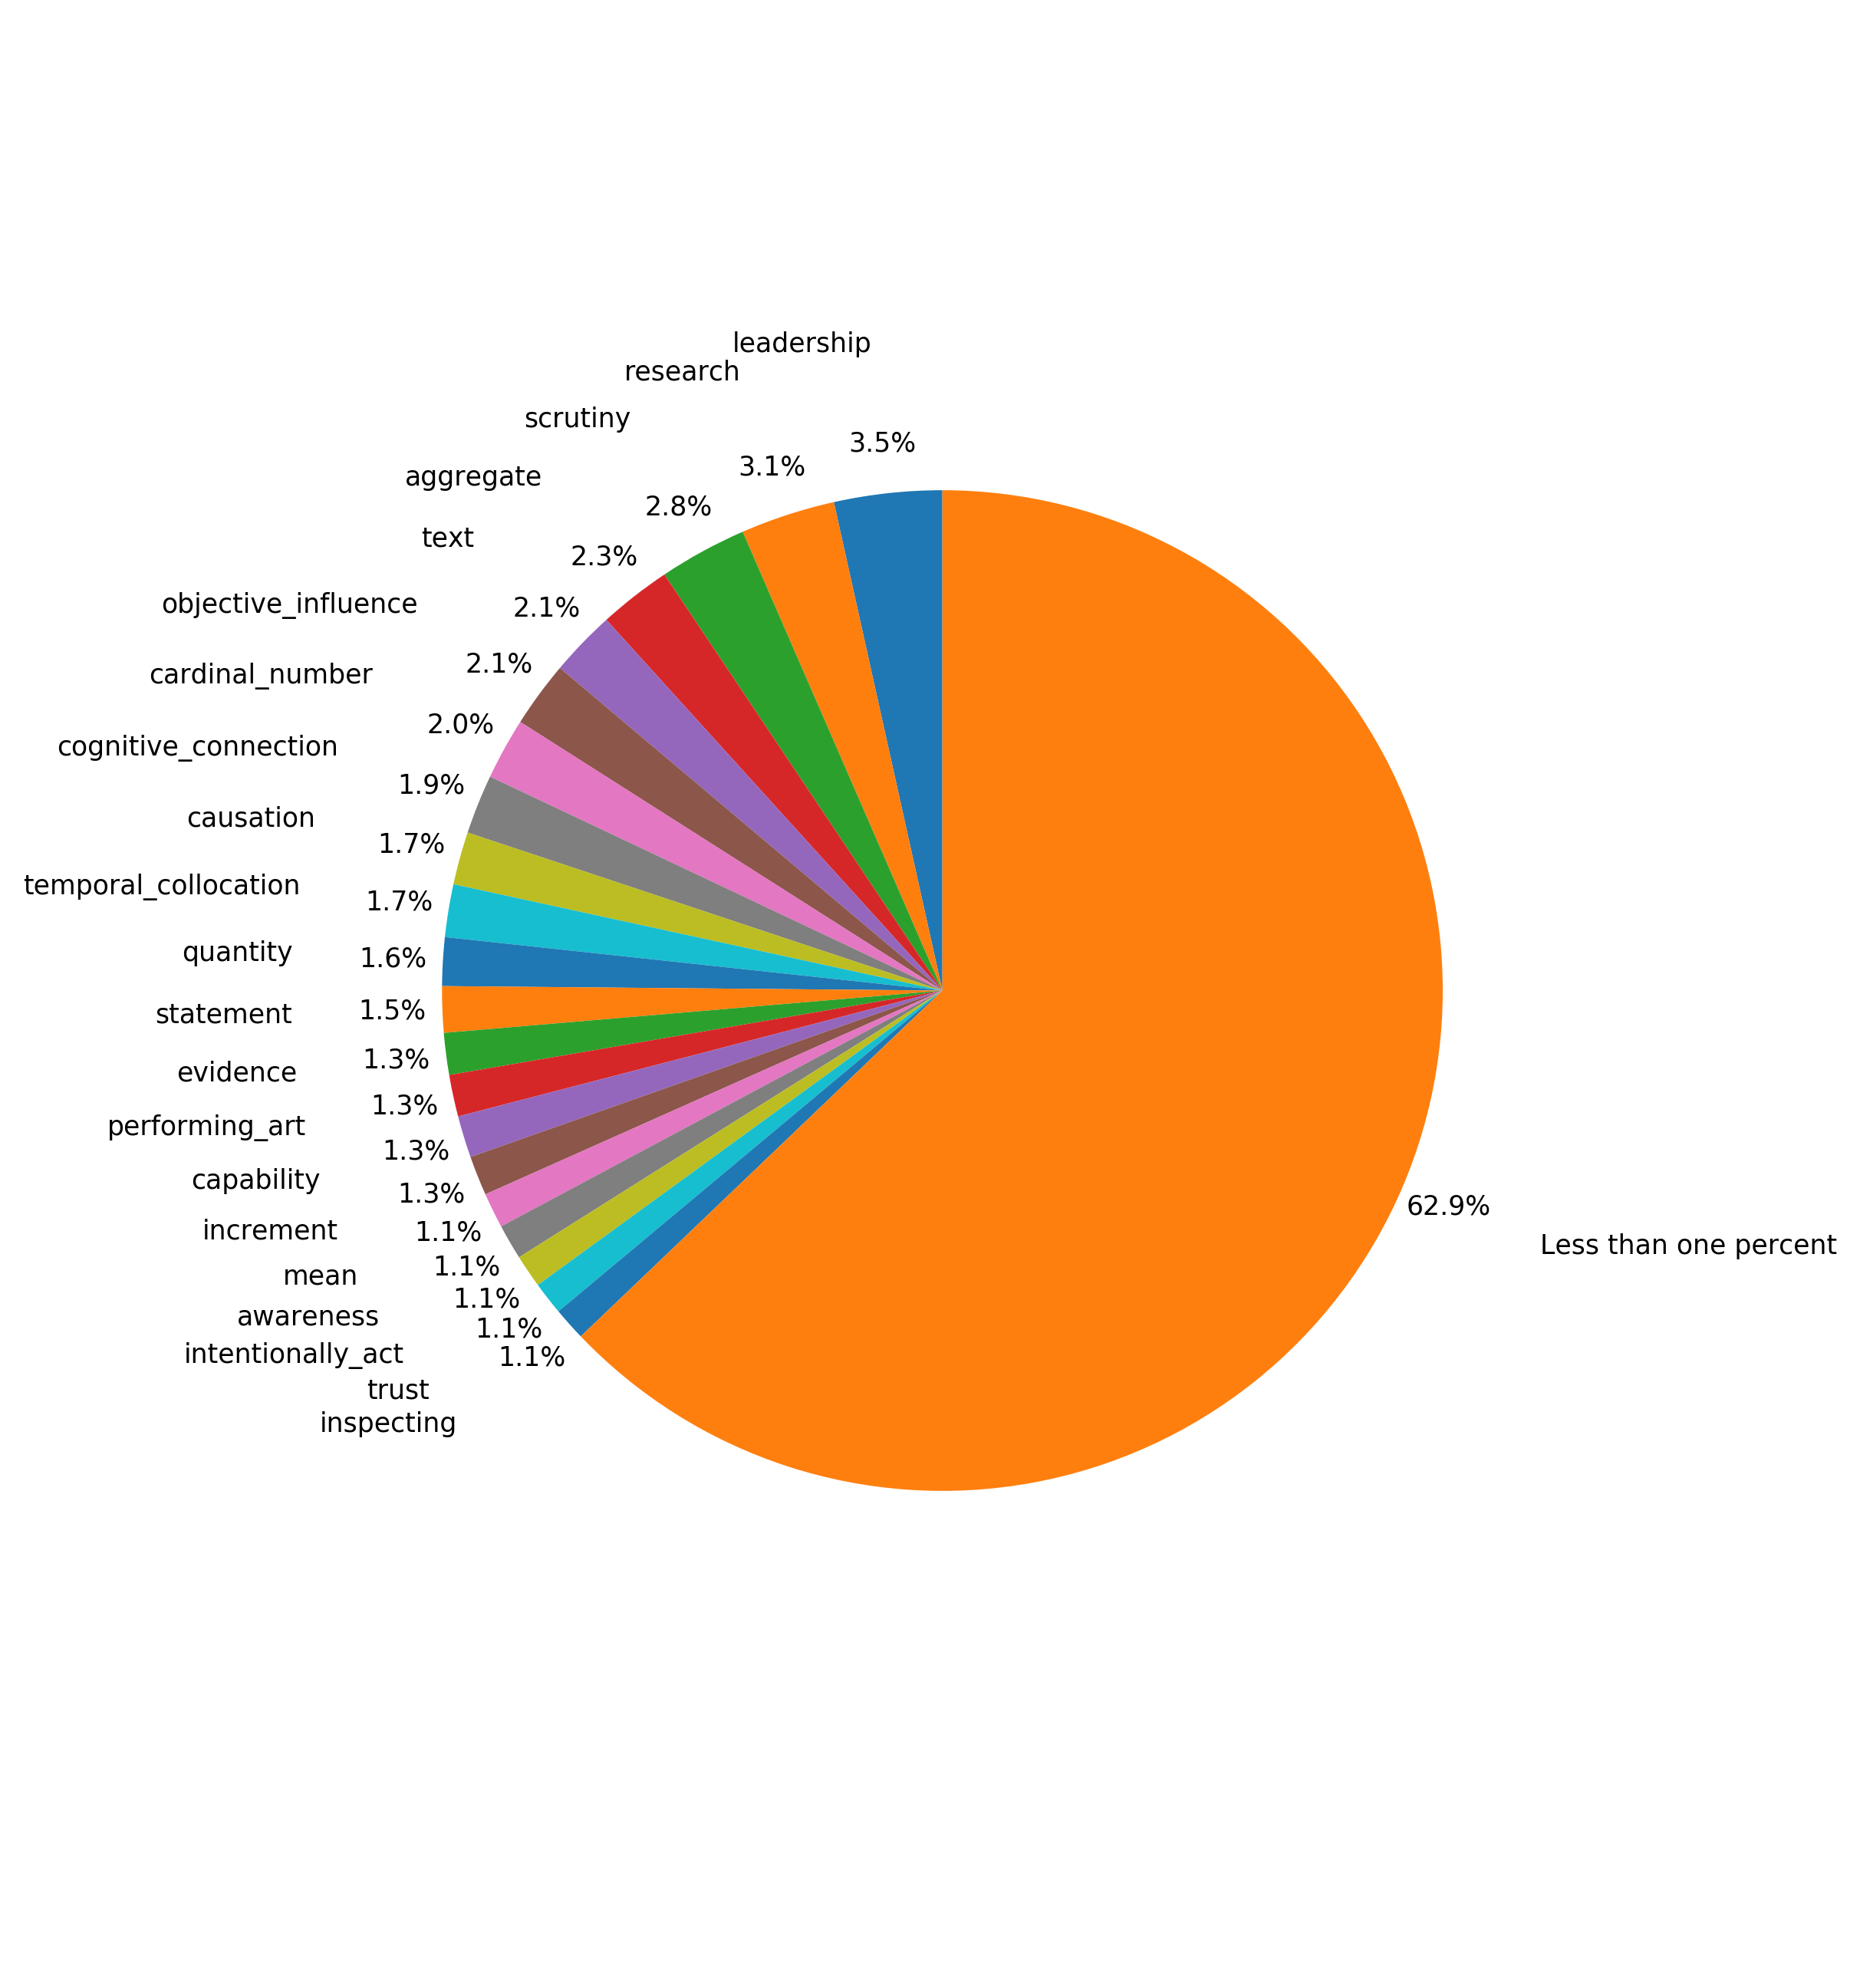 leadership
research
scrutiny
3.5%
3.1%
aggregate
2.8%
text
2.3%
objective_influence
2.1%
2.1%
cardinal_number
2.0%
cognitive_connection
1.9%
causation
1.7%
temporal_collocation
1.7%
quantity
1.6%
statement
1.5%
evidence
1.3%
performing_art
1.3%
capability
1.3%
increment
1.3%
mean
1.1%
awareness
1.1%
intentionally_act
1.1%
trust
1.1%
inspecting
1.1%
62.9%
Less than one percent